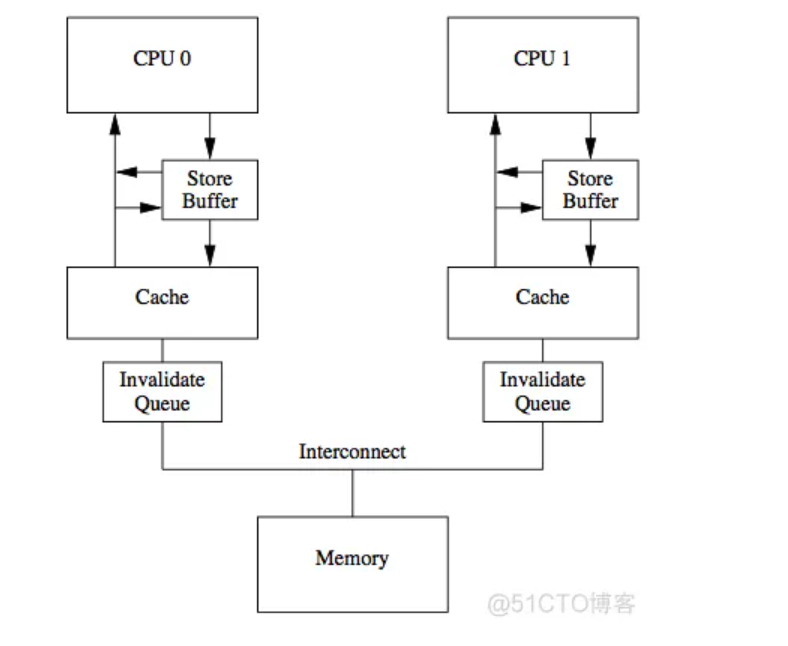 CPU 0
CPU 1
Store
Buffer
Store
Buffer
Cache
Cache
Invalidate
Queue
Invalidate
Queue
Interconnect
Memory
@51CTO博客